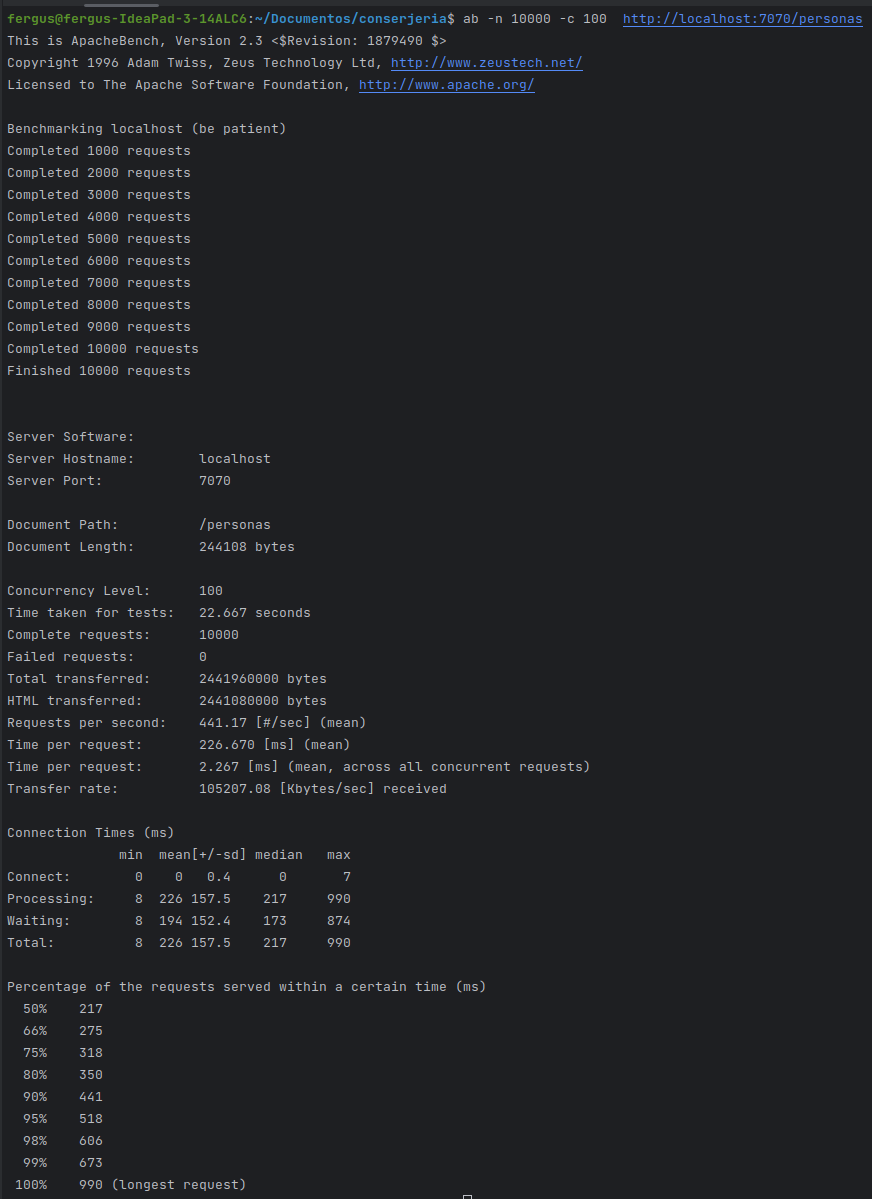 fergus@fergus-IdeaPad-3-14ALC6:~/Documentos/conserjeria$ ab -n 10000 -c 100  http://localhost:7070/personas
This is ApacheBench, Version 2.3 <$Revision: 1879490 $>
Copyright 1996 Adam Twiss, Zeus Technology Ltd, http://www.zeustech.net/
Licensed to The Apache Software Foundation, http://www.apache.org/

Benchmarking localhost (be patient)
Completed 1000 requests
Completed 2000 requests
Completed 3000 requests
Completed 4000 requests
Completed 5000 requests
Completed 6000 requests
Completed 7000 requests
Completed 8000 requests
Completed 9000 requests
Completed 10000 requests
Finished 10000 requests


Server Software:
Server Hostname:        localhost
Server Port:            7070

Document Path:          /personas
Document Length:        244108 bytes

Concurrency Level:      100
Time taken for tests:   22.667 seconds
Complete requests:      10000
Failed requests:        0
Total transferred:      2441960000 bytes
HTML transferred:       2441080000 bytes
Requests per second:    441.17 [#/sec] (mean)
Time per request:       226.670 [ms] (mean)
Time per request:       2.267 [ms] (mean, across all concurrent requests)
Transfer rate:          105207.08 [Kbytes/sec] received

Connection Times (ms)
              min  mean[+/-sd] median   max
Connect:        0    0   0.4      0       7
Processing:     8  226 157.5    217     990
Waiting:        8  194 152.4    173     874
Total:          8  226 157.5    217     990

Percentage of the requests served within a certain time (ms)
  50%    217
  66%    275
  75%    318
  80%    350
  90%    441
  95%    518
  98%    606
  99%    673
 100%    990 (longest request)